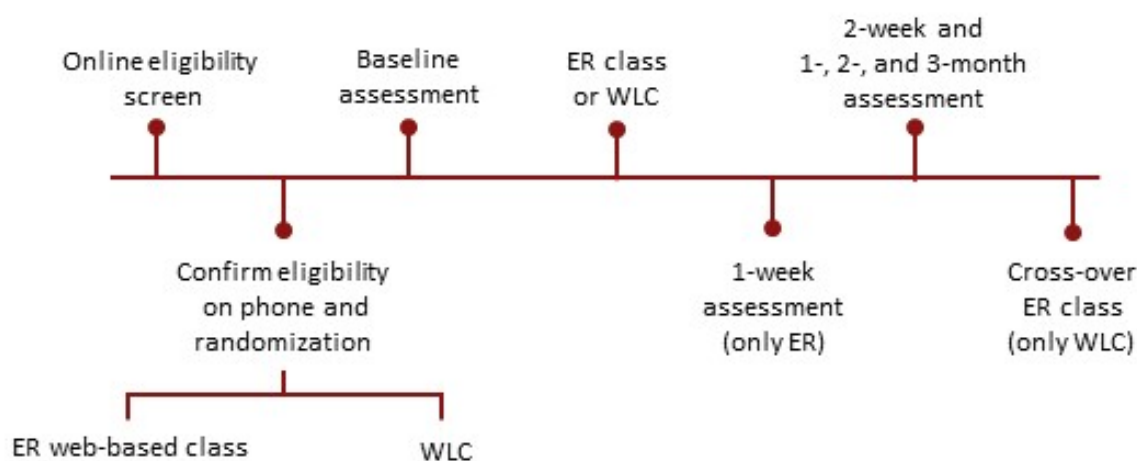 Online eligibility
screen
Confirm eligibility
on phone and
randomization
ER web-based class
WLC
Baseline
assessment
ER class
or WLC
1-week
assessment
(only ER)
2-week and
1-, 2-, and 3-month
assessment
Cross-over
ER class
(only WLC)